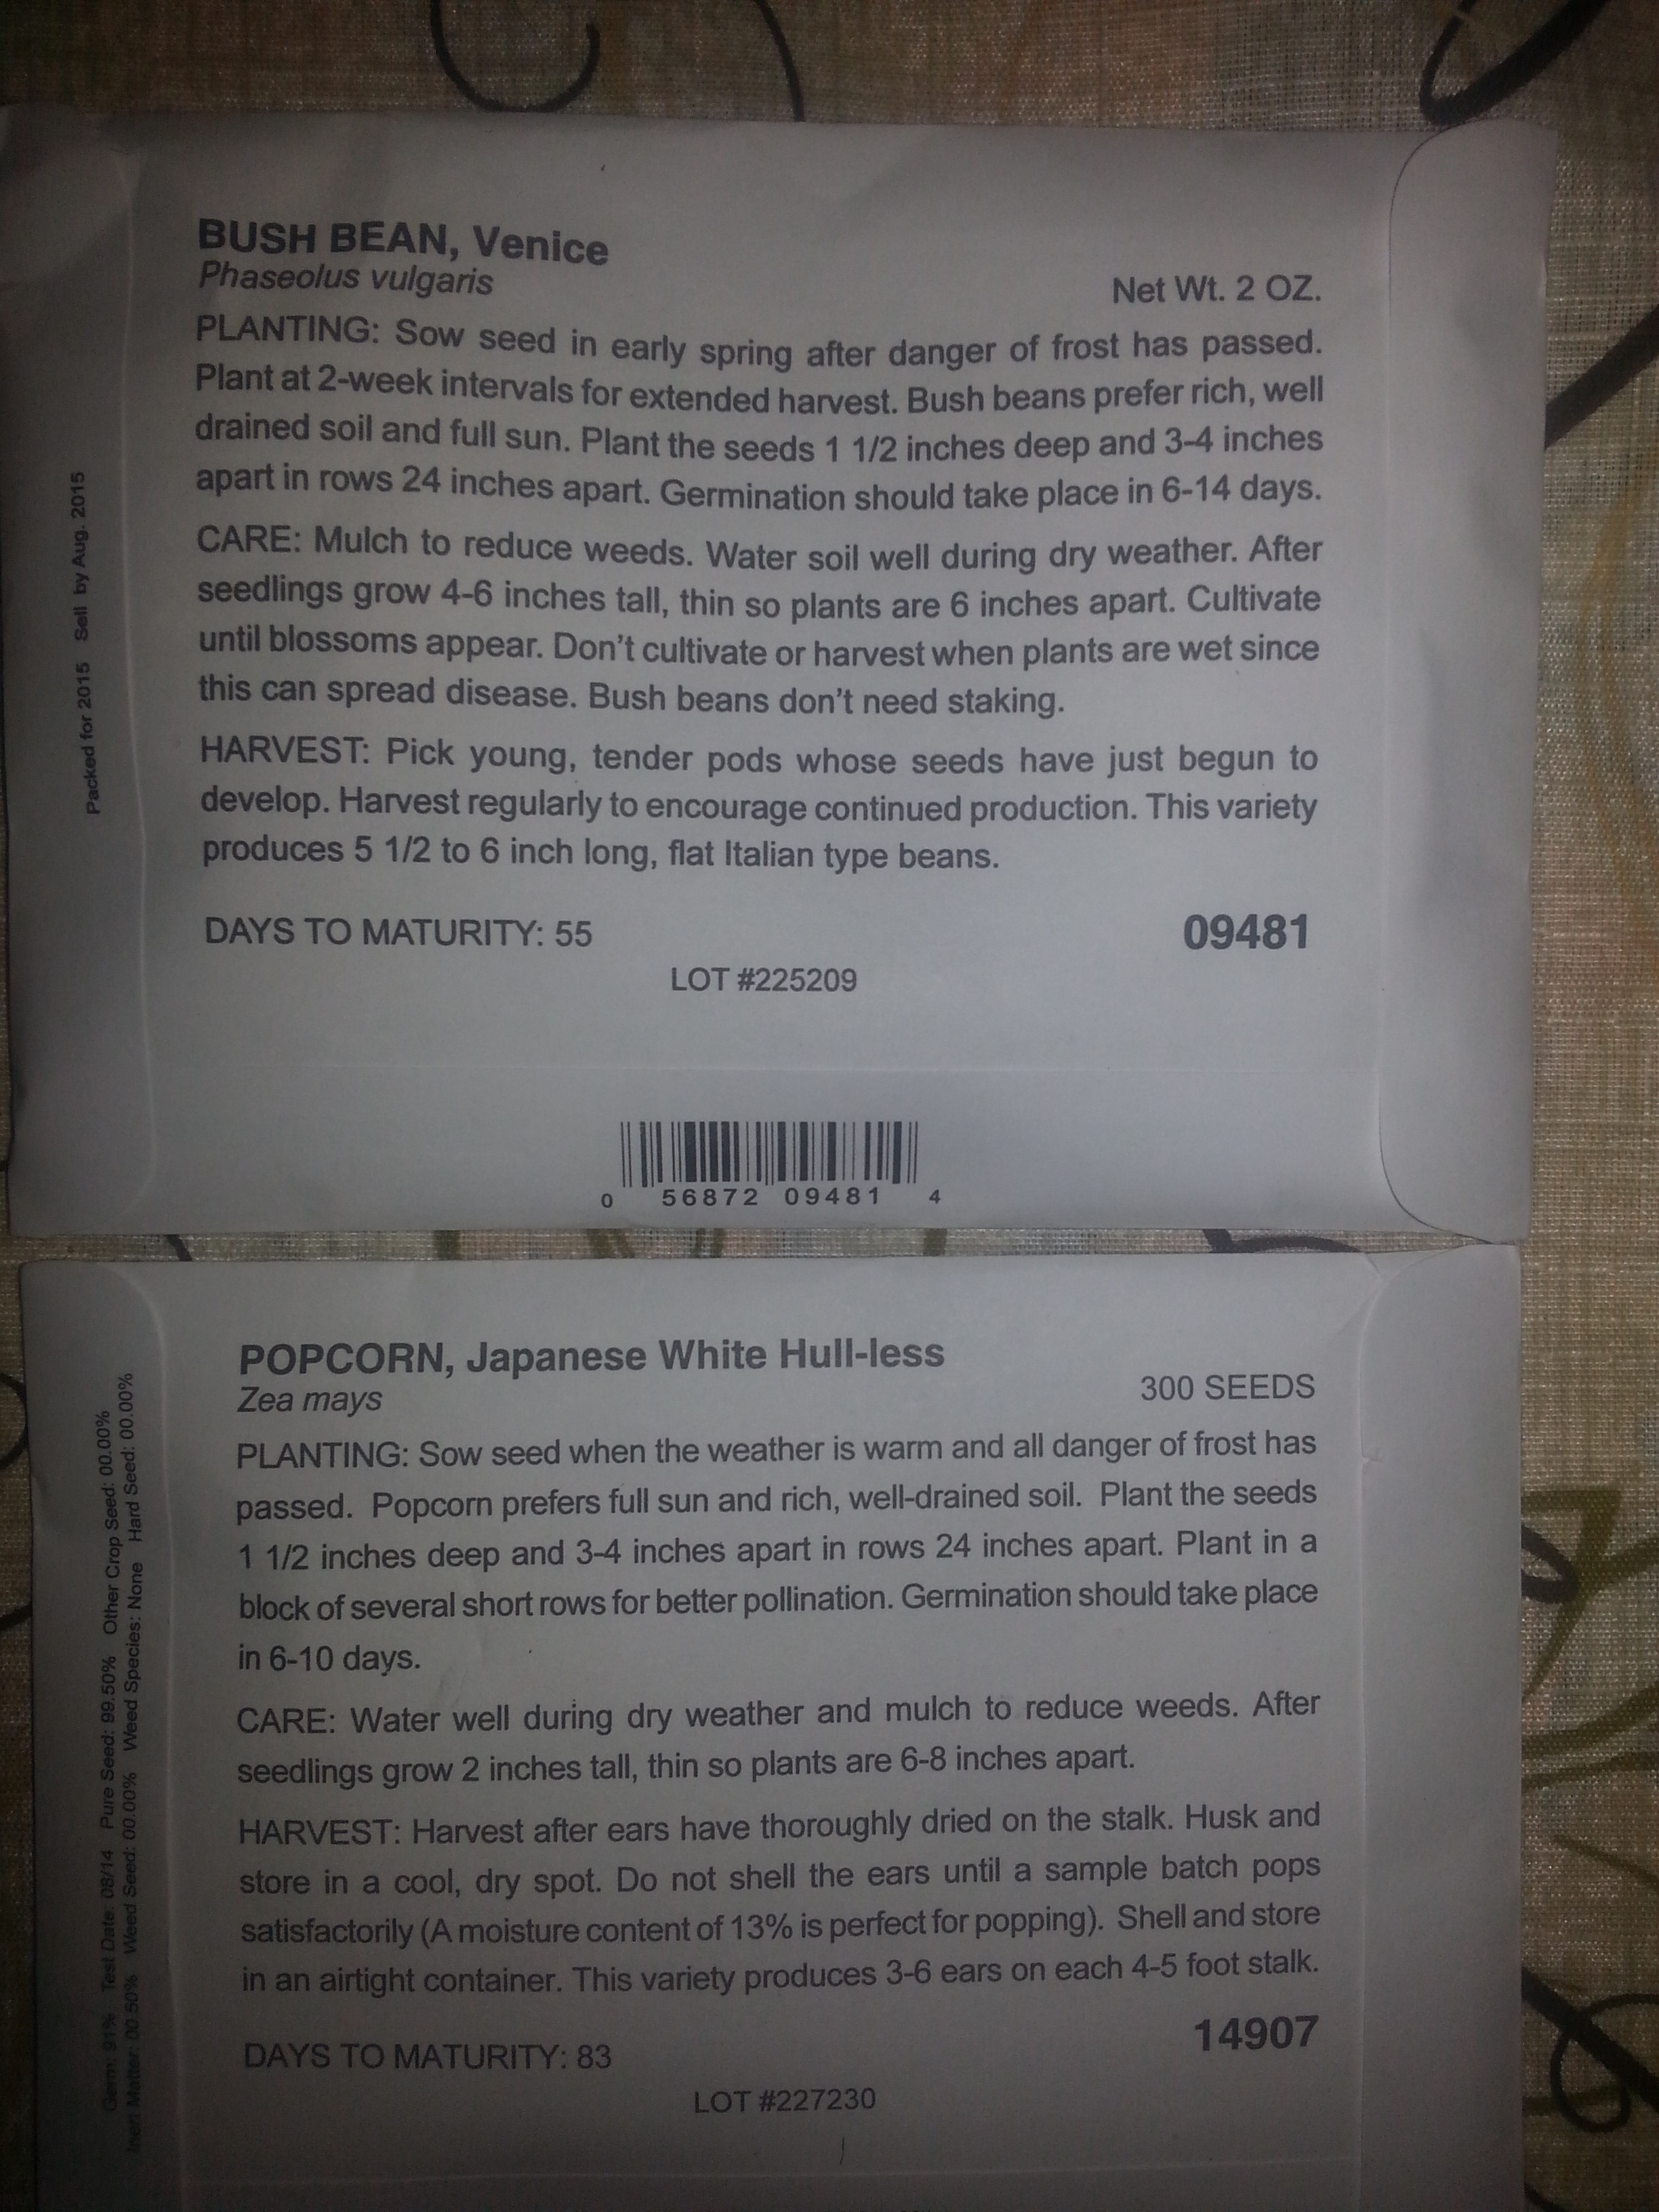 BUSH BEAN, Venice
Phaseolus vulgaris
Net Wt. 2 OZ.
PLANTING: Sow seed in early spring after danger of frost has passed.
Plant at 2-week intervals for extended harvest. Bush beans prefer rich, well
drained soil and full sun. Plant the seeds 1 1/2 inches deep and 3-4 inches
apart in rows 24 inches apart. Germination should take place in 6-14 days.
CARE: Mulch to reduce weeds. Water soil well during dry weather. After
seedlings grow 4-6 inches tall, thin so plants are 6 inches apart. Cultivate
until blossoms appear. Don't cultivate or harvest when plants are wet since
this can spread disease. Bush beans don't need staking.
HARVEST: Pick young, tender pods whose seeds have just begun to
develop. Harvest regularly to encourage continued production. This variety
produces 5 1/2 to 6 inch long, flat Italian type beans.
DAYS TO MATURITY: 55
09481
LOT #225209
0 56872 09481 4
Packed for 2015 Sell by Aug. 2015
POPCORN, Japanese White Hull-less
Zea mays
300 SEEDS
PLANTING: Sow seed when the weather is warm and all danger of frost has
passed. Popcorn prefers full sun and rich, well-drained soil. Plant the seeds
1 1/2 inches deep and 3-4 inches apart in rows 24 inches apart. Plant in a
block of several short rows for better pollination. Germination should take place
in 6-10 days.
CARE: Water well during dry weather and mulch to reduce weeds. After
seedlings grow 2 inches tall, thin so plants are 6-8 inches apart.
HARVEST: Harvest after ears have thoroughly dried on the stalk. Husk and
store in a cool, dry spot. Do not shell the ears until a sample batch pops
satisfactorily (A moisture content of 13% is perfect for popping). Shell and store
in an airtight container. This variety produces 3-6 ears on each 4-5 foot stalk.
DAYS TO MATURITY: 83
14907
LOT #227230
Germ: 91% Test Date: 08/14 Pure Seed: 99.50% Other Crop Seed: 00.00%
Inert Matter: 00.50% Weed Seed: 00.00% Weed Species: None Hard Seed: 00.00%